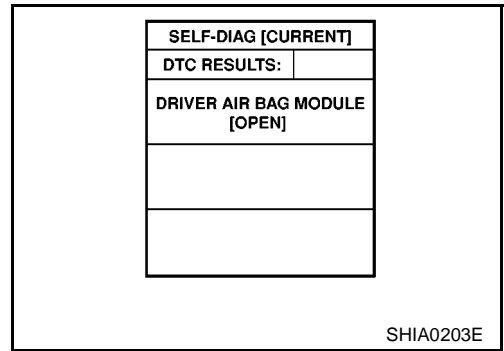 SELF-DIAG [CURRENT]
DTC RESULTS:
DRIVER AIR BAG MODULE
[OPEN]
SHIA0203E